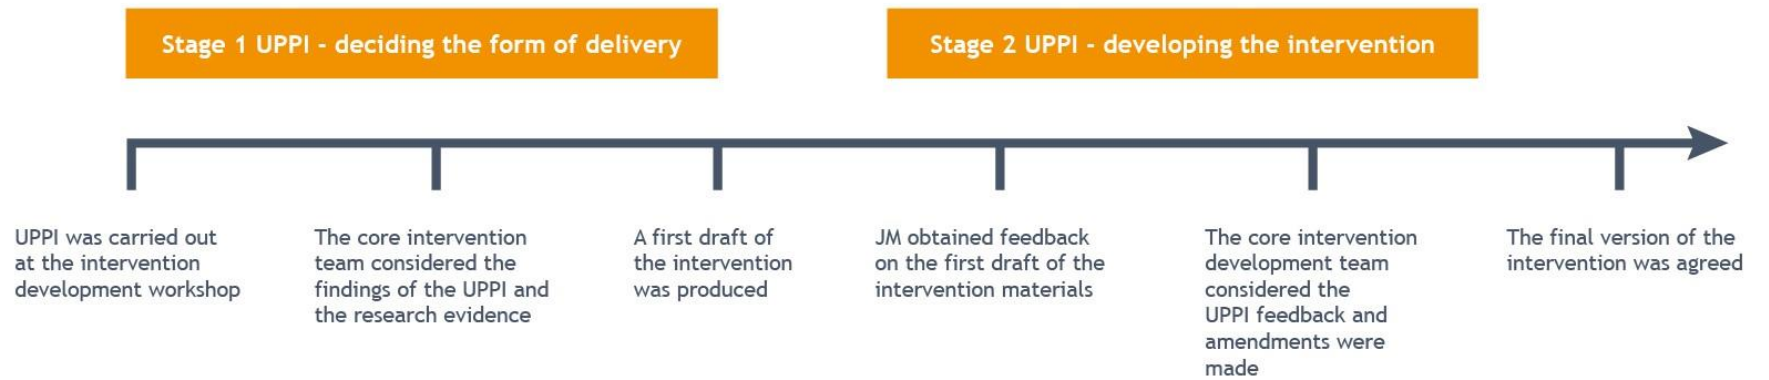 Stage 1 UPPI - deciding the form of delivery
Stage 2 UPPI - developing the intervention
UPPI was carried out
at the intervention
development workshop
The core intervention
team considered the
findings of the UPPI and
the research evidence
A first draft of
the intervention
was produced
JM obtained feedback
on the first draft of the
intervention materials
The core intervention
development team
considered the
UPPI feedback and
amendments were
made
The final version of the
intervention was agreed